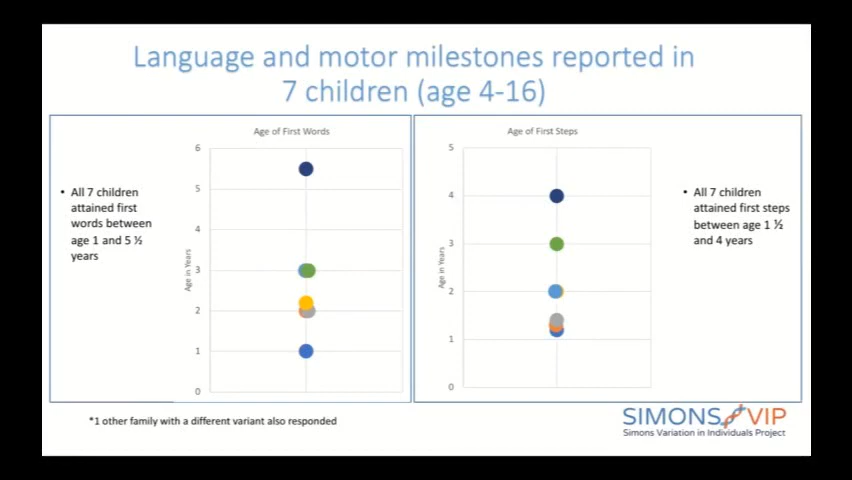 Language and motor milestones reported in
7 children (age 4-16)
• All 7 children
attained first
words between
age 1 and 5 ½
years
Age of First Words
Age in Years
6
5
4
3
2
1
0
Age of First Steps
Age in Years
5
4
3
2
1
0
• All 7 children
attained first steps
between age 1 ½
and 4 years
*1 other family with a different variant also responded
SIMONS VIP
Simons Variation in Individuals Project